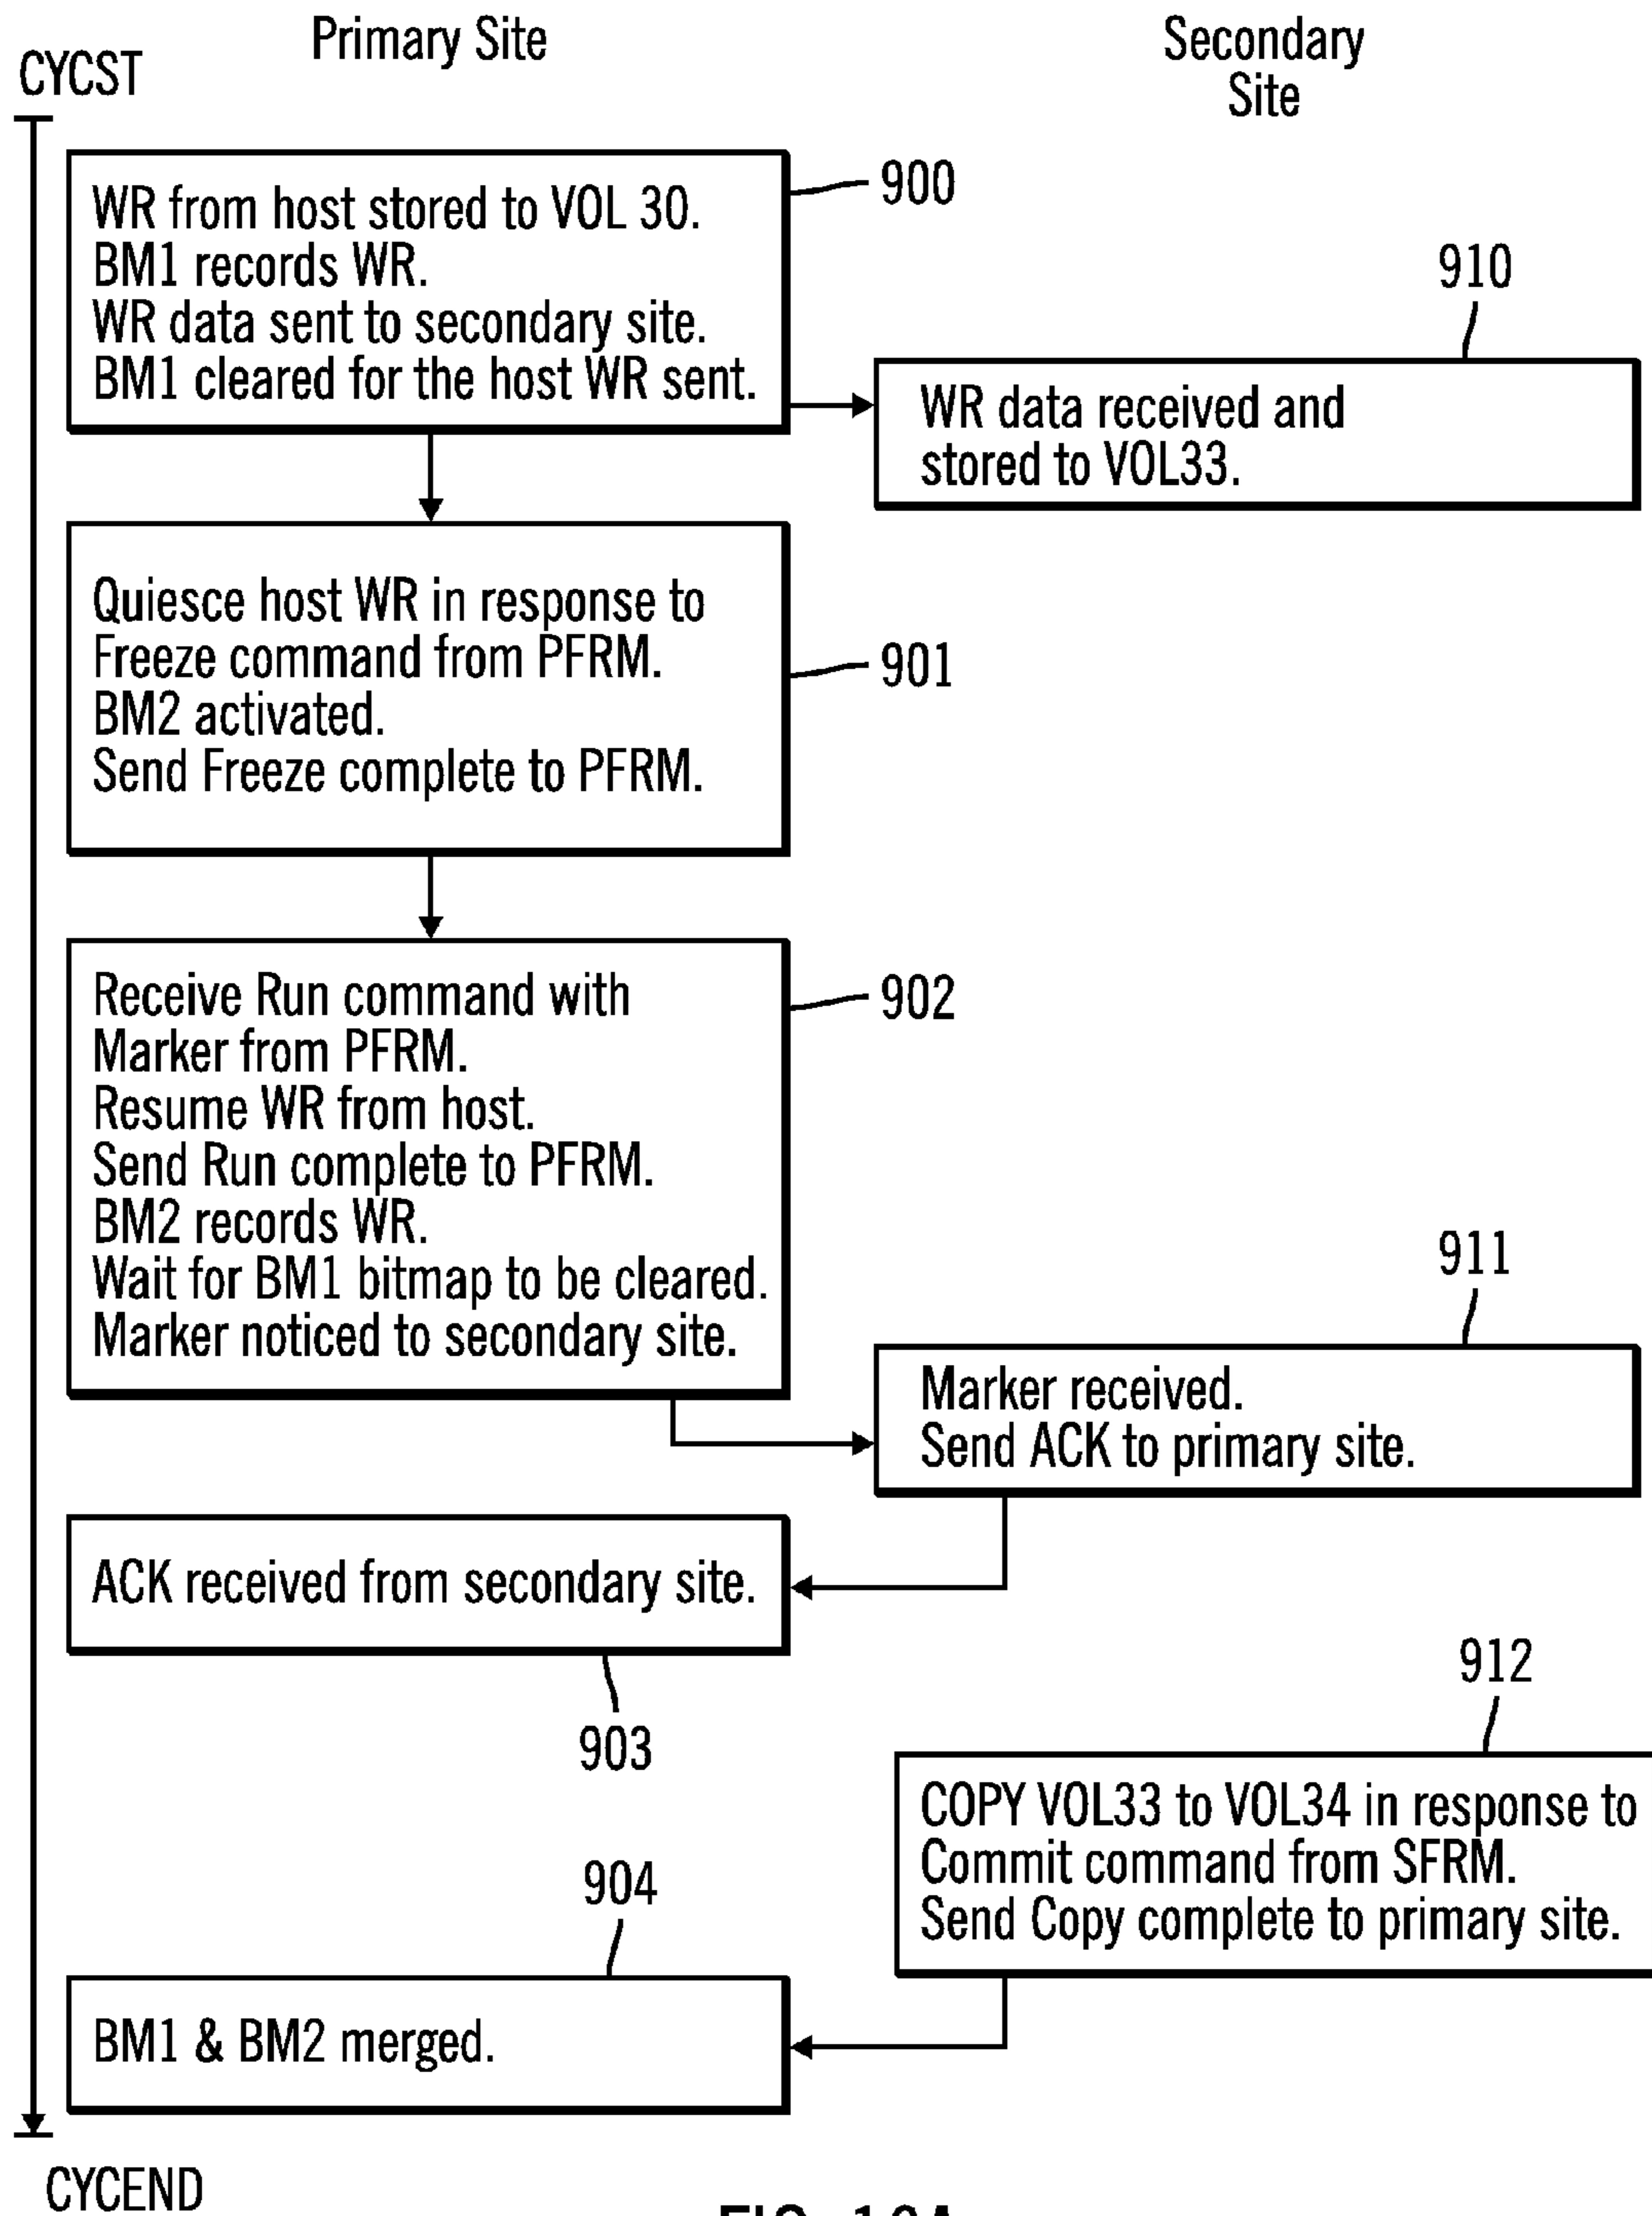 Primary Site
Secondary
Site
CYCST
WR from host stored to VOL 30.
BM1 records WR.
WR data sent to secondary site.
BM1 cleared for the host WR sent.
900
910
WR data received and
stored to VOL33.
Quiesce host WR in response to
Freeze command from PFRM.
BM2 activated.
Send Freeze complete to PFRM.
901
Receive Run command with
Marker from PFRM.
Resume WR from host.
Send Run complete to PFRM.
BM2 records WR.
Wait for BM1 bitmap to be cleared.
Marker noticed to secondary site.
902
911
Marker received.
Send ACK to primary site.
ACK received from secondary site.
903
912
COPY VOL33 to VOL34 in response to
Commit command from SFRM.
Send Copy complete to primary site.
904
BM1 & BM2 merged.
CYCEND